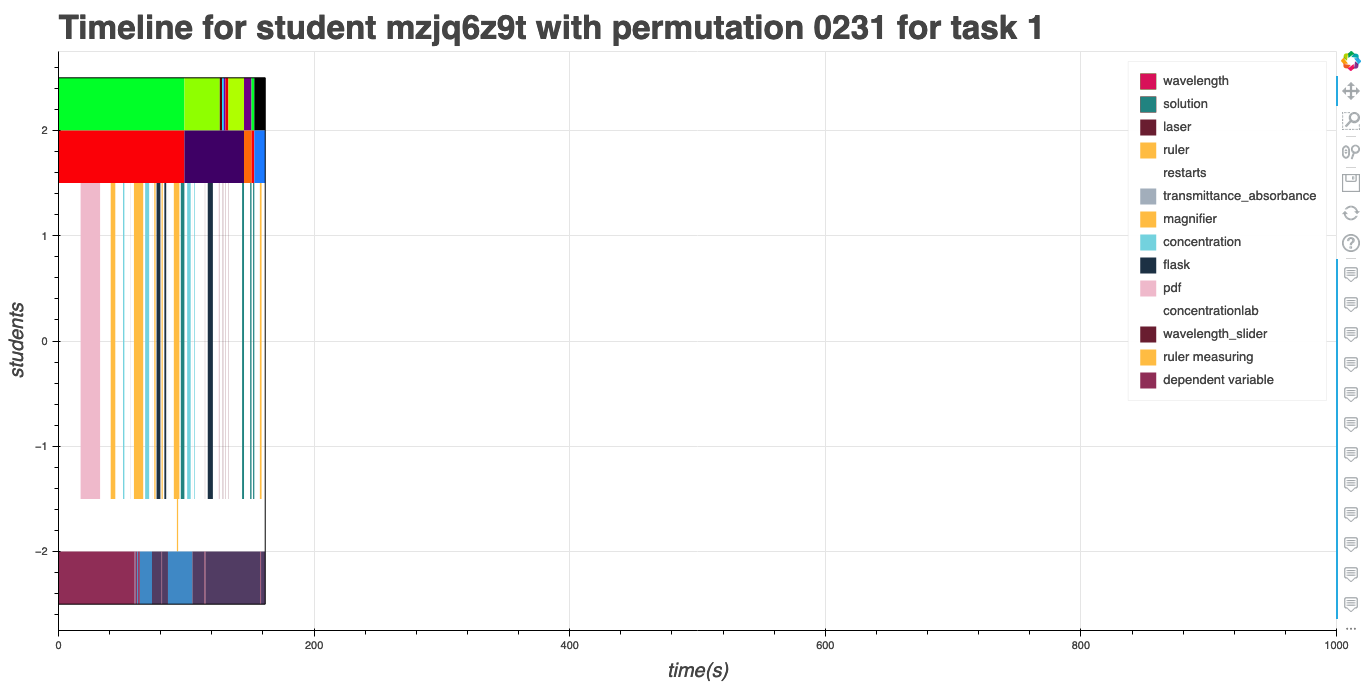 Timeline for student mzjq6z9t with permutation 0231 for task 1
wavelength
solution
laser
ruler
restarts
transmittance_absorbance
magnifier
concentration
flask
pdf
concentrationlab
wavelength_slider
ruler measuring
dependent variable
2
1
0
−1
−2
students
0 200 400 600 800 1000
time(s)